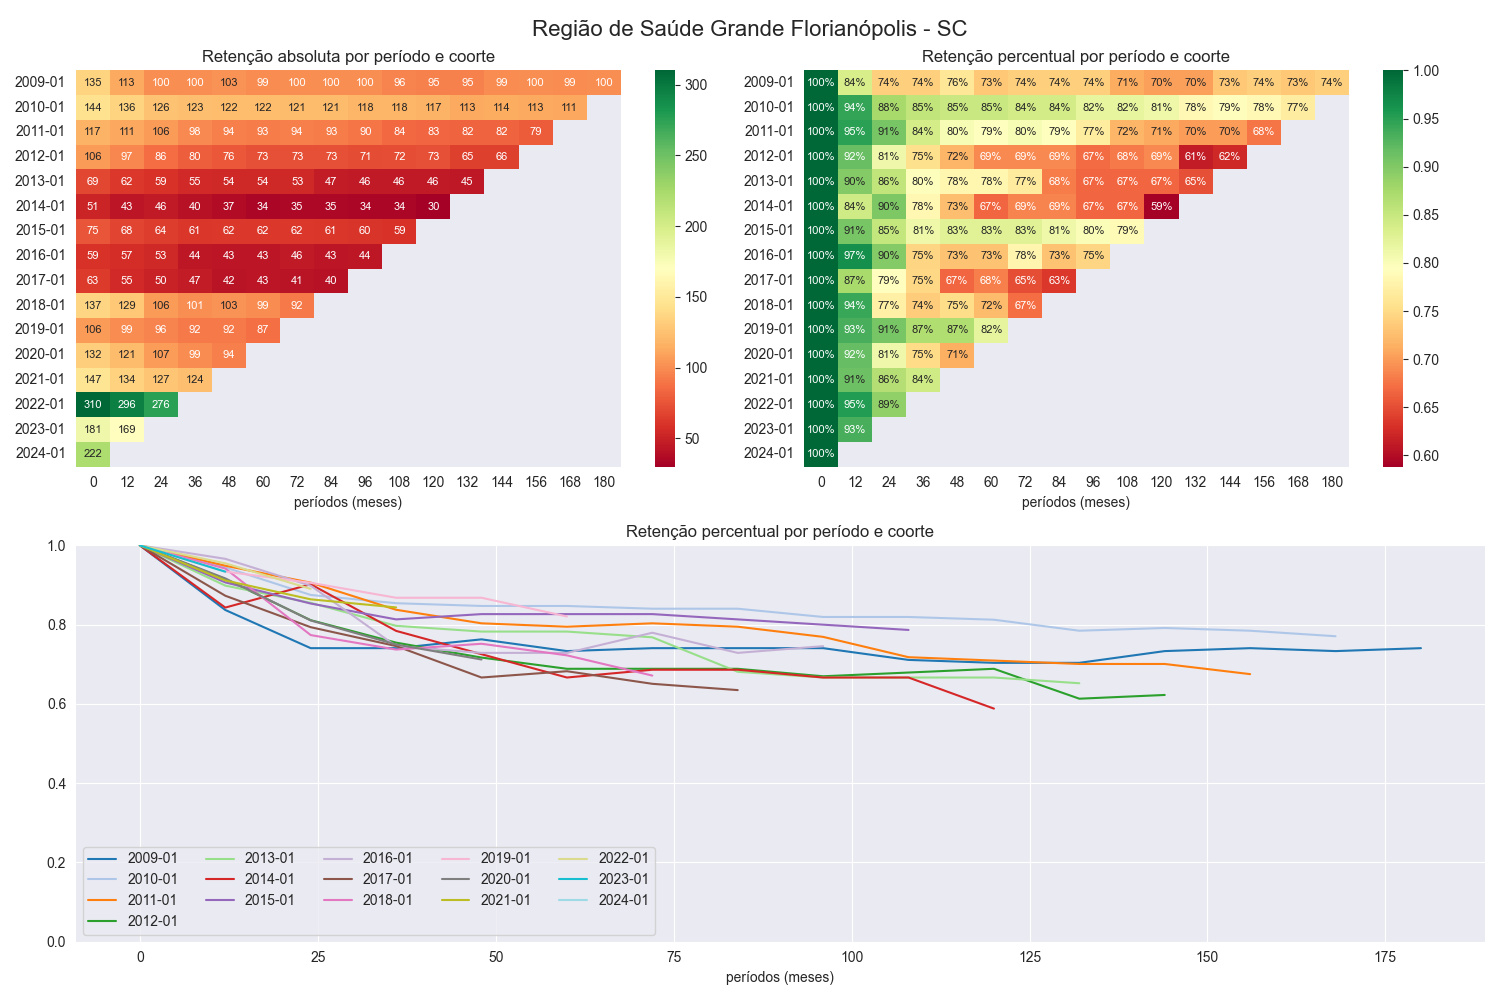 Região de Saúde Grande Florianópolis - SC
Retenção absoluta por período e coorte
2009-01 135 113 100 100 103 99 100 100 100 96 95 95 99 100 99 100
2010-01 144 136 126 123 122 122 121 121 118 118 117 113 114 113 111
2011-01 117 111 106 98 94 93 94 93 90 84 83 82 82 79
2012-01 106 97 86 80 76 73 73 73 71 72 73 65 66
2013-01 69 62 59 55 54 54 53 47 46 46 46 45
2014-01 51 43 46 40 37 34 35 35 34 34 30
2015-01 75 68 64 61 62 62 62 61 60 59
2016-01 59 57 53 44 43 43 46 43 44
2017-01 63 55 50 47 42 43 41 40
2018-01 137 129 106 101 103 99 92
2019-01 106 99 96 92 92 87
2020-01 132 121 107 99 94
2021-01 147 134 127 124
2022-01 310 296 276
2023-01 181 169
2024-01 222
0 12 24 36 48 60 72 84 96 108 120 132 144 156 168 180
períodos (meses)
300
250
200
150
100
50
Retenção percentual por período e coorte
2009-01 100% 84% 74% 74% 76% 73% 74% 74% 74% 71% 70% 70% 73% 74% 73% 74%
2010-01 100% 94% 88% 85% 85% 85% 84% 84% 82% 82% 81% 78% 79% 78% 77%
2011-01 100% 95% 91% 84% 80% 79% 80% 79% 77% 72% 71% 70% 70% 68%
2012-01 100% 92% 81% 75% 72% 69% 69% 69% 67% 68% 69% 61% 62%
2013-01 100% 90% 86% 80% 78% 78% 77% 68% 67% 67% 67% 65%
2014-01 100% 84% 90% 78% 73% 67% 69% 69% 67% 67% 59%
2015-01 100% 91% 85% 81% 83% 83% 83% 81% 80% 79%
2016-01 100% 97% 90% 75% 73% 73% 78% 73% 75%
2017-01 100% 87% 79% 75% 67% 68% 65% 63%
2018-01 100% 94% 77% 74% 75% 72% 67%
2019-01 100% 93% 91% 87% 87% 82%
2020-01 100% 92% 81% 75% 71%
2021-01 100% 91% 86% 84%
2022-01 100% 95% 89%
2023-01 100% 93%
2024-01 100%
0 12 24 36 48 60 72 84 96 108 120 132 144 156 168 180
períodos (meses)
1.00
0.95
0.90
0.85
0.80
0.75
0.70
0.65
0.60
Retenção percentual por período e coorte
1.0
0.8
0.6
0.4
0.2
0.0
2009-01 2013-01 2016-01 2019-01 2022-01
2010-01 2014-01 2017-01 2020-01 2023-01
2011-01 2015-01 2018-01 2021-01 2024-01
2012-01
0 25 50 75 100 125 150 175
períodos (meses)